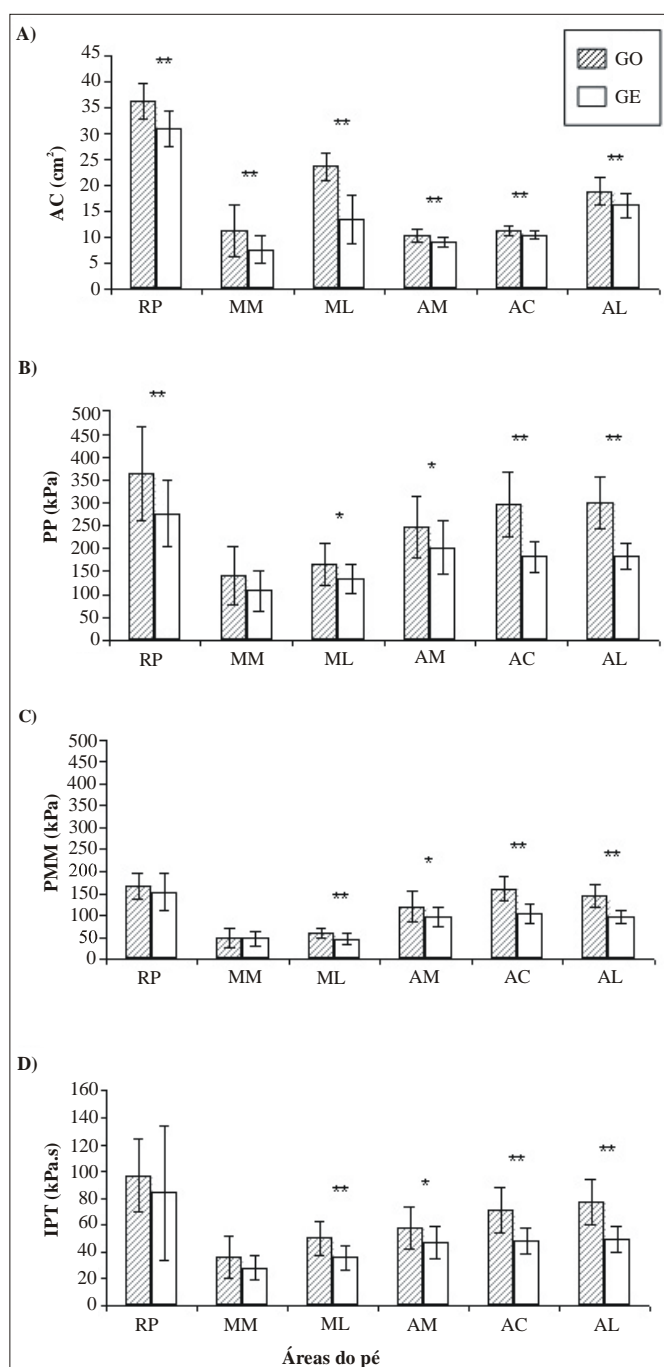 A)
GO
GE
AC (cm²)
45
40
35
30
25
20
15
10
5
0
** ** ** ** ** **
RP MM ML AM AC AL
B)
PP (kPa)
500
450
400
350
300
250
200
150
100
50
0
** * * ** **
RP MM ML AM AC AL
C)
PMM (kPa)
500
450
400
350
300
250
200
150
100
50
0
** * ** **
RP MM ML AM AC AL
D)
IPT (kPa.s)
160
140
120
100
80
60
40
20
0
** * ** **
RP MM ML AM AC AL
Áreas do pé